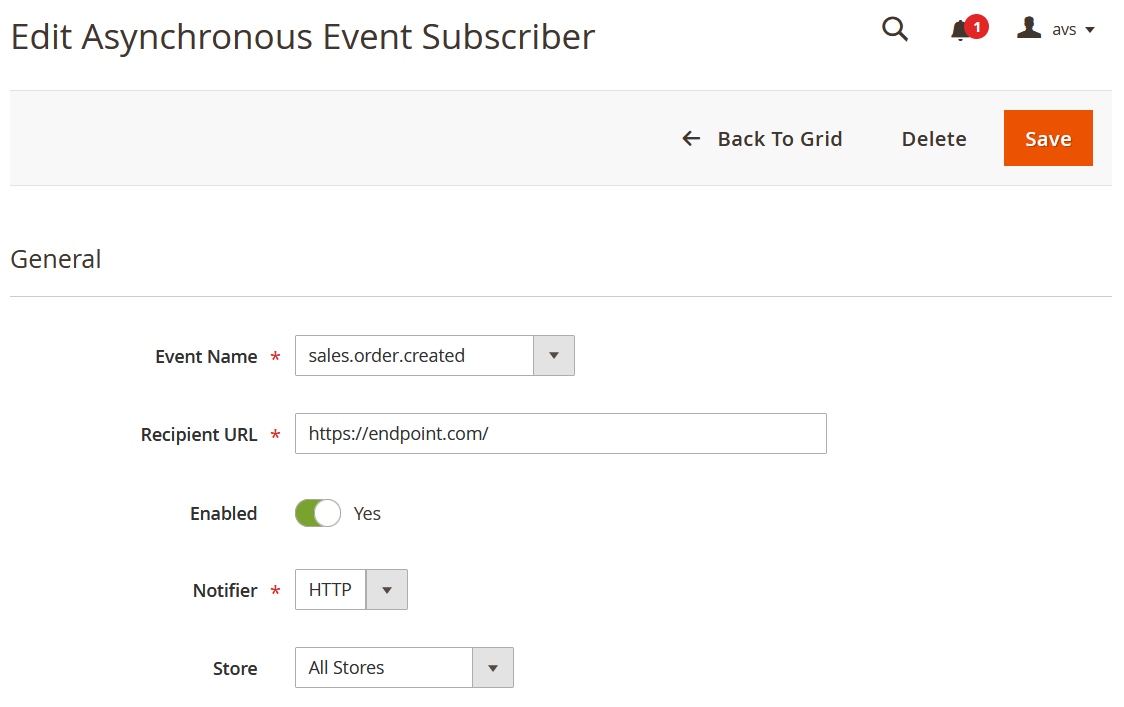 Edit Asynchronous Event Subscriber
1
avs
Back To Grid
Delete
Save
General
Event Name *
sales.order.created
Recipient URL *
https://endpoint.com/
Enabled
Yes
Notifier *
HTTP
Store
All Stores